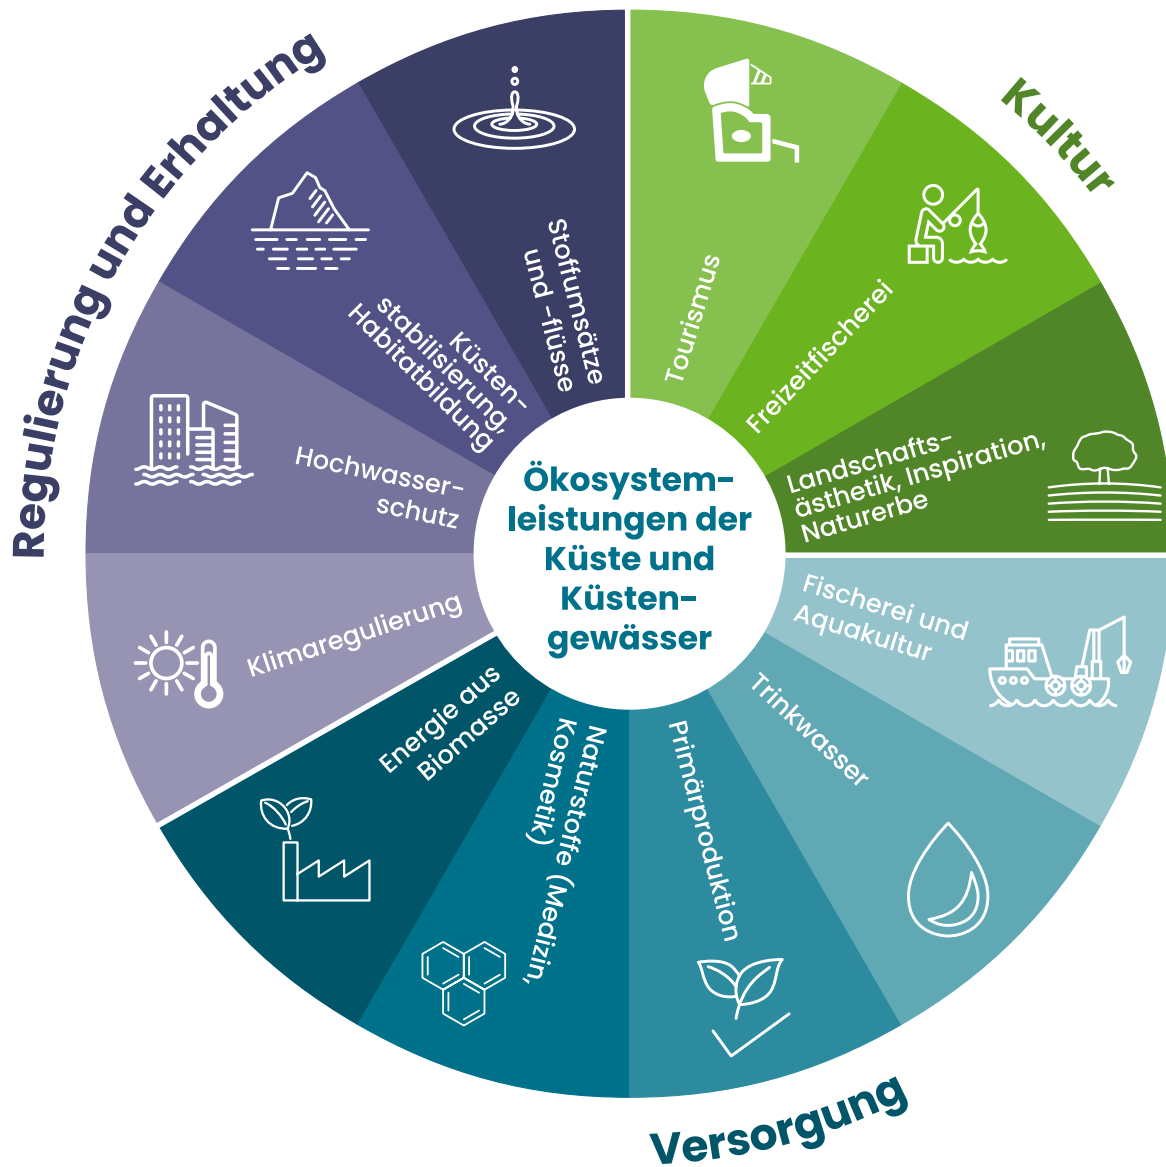 Ökosystem-
leistungen der
Küste und
Küsten-
gewässer
Kultur
Tourismus
Freizeitfischerei
Landschafts-
ästhetik, Inspiration,
Naturerbe
Versorgung
Fischerei und
Aquakultur
Trinkwasser
Primärproduktion
Naturstoffe (Medizin,
Kosmetik)
Energie aus
Biomasse
Regulierung und Erhaltung
Klimaregulierung
Hochwasser-
schutz
Küsten-
stabilisierung,
Habitatbildung
Stoffumsätze
und -flüsse